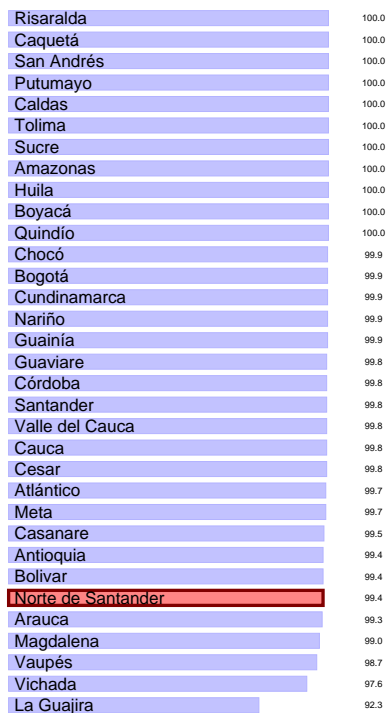 Risaralda 100.0
Caquetá 100.0
San Andrés 100.0
Putumayo 100.0
Caldas 100.0
Tolima 100.0
Sucre 100.0
Amazonas 100.0
Huila 100.0
Boyacá 100.0
Quindío 100.0
Chocó 99.9
Bogotá 99.9
Cundinamarca 99.9
Nariño 99.9
Guainía 99.9
Guaviare 99.8
Córdoba 99.8
Santander 99.8
Valle del Cauca 99.8
Cauca 99.8
Cesar 99.8
Atlántico 99.7
Meta 99.7
Casanare 99.5
Antioquia 99.4
Bolivar 99.4
Norte de Santander 99.4
Arauca 99.3
Magdalena 99.0
Vaupés 98.7
Vichada 97.6
La Guajira 92.3